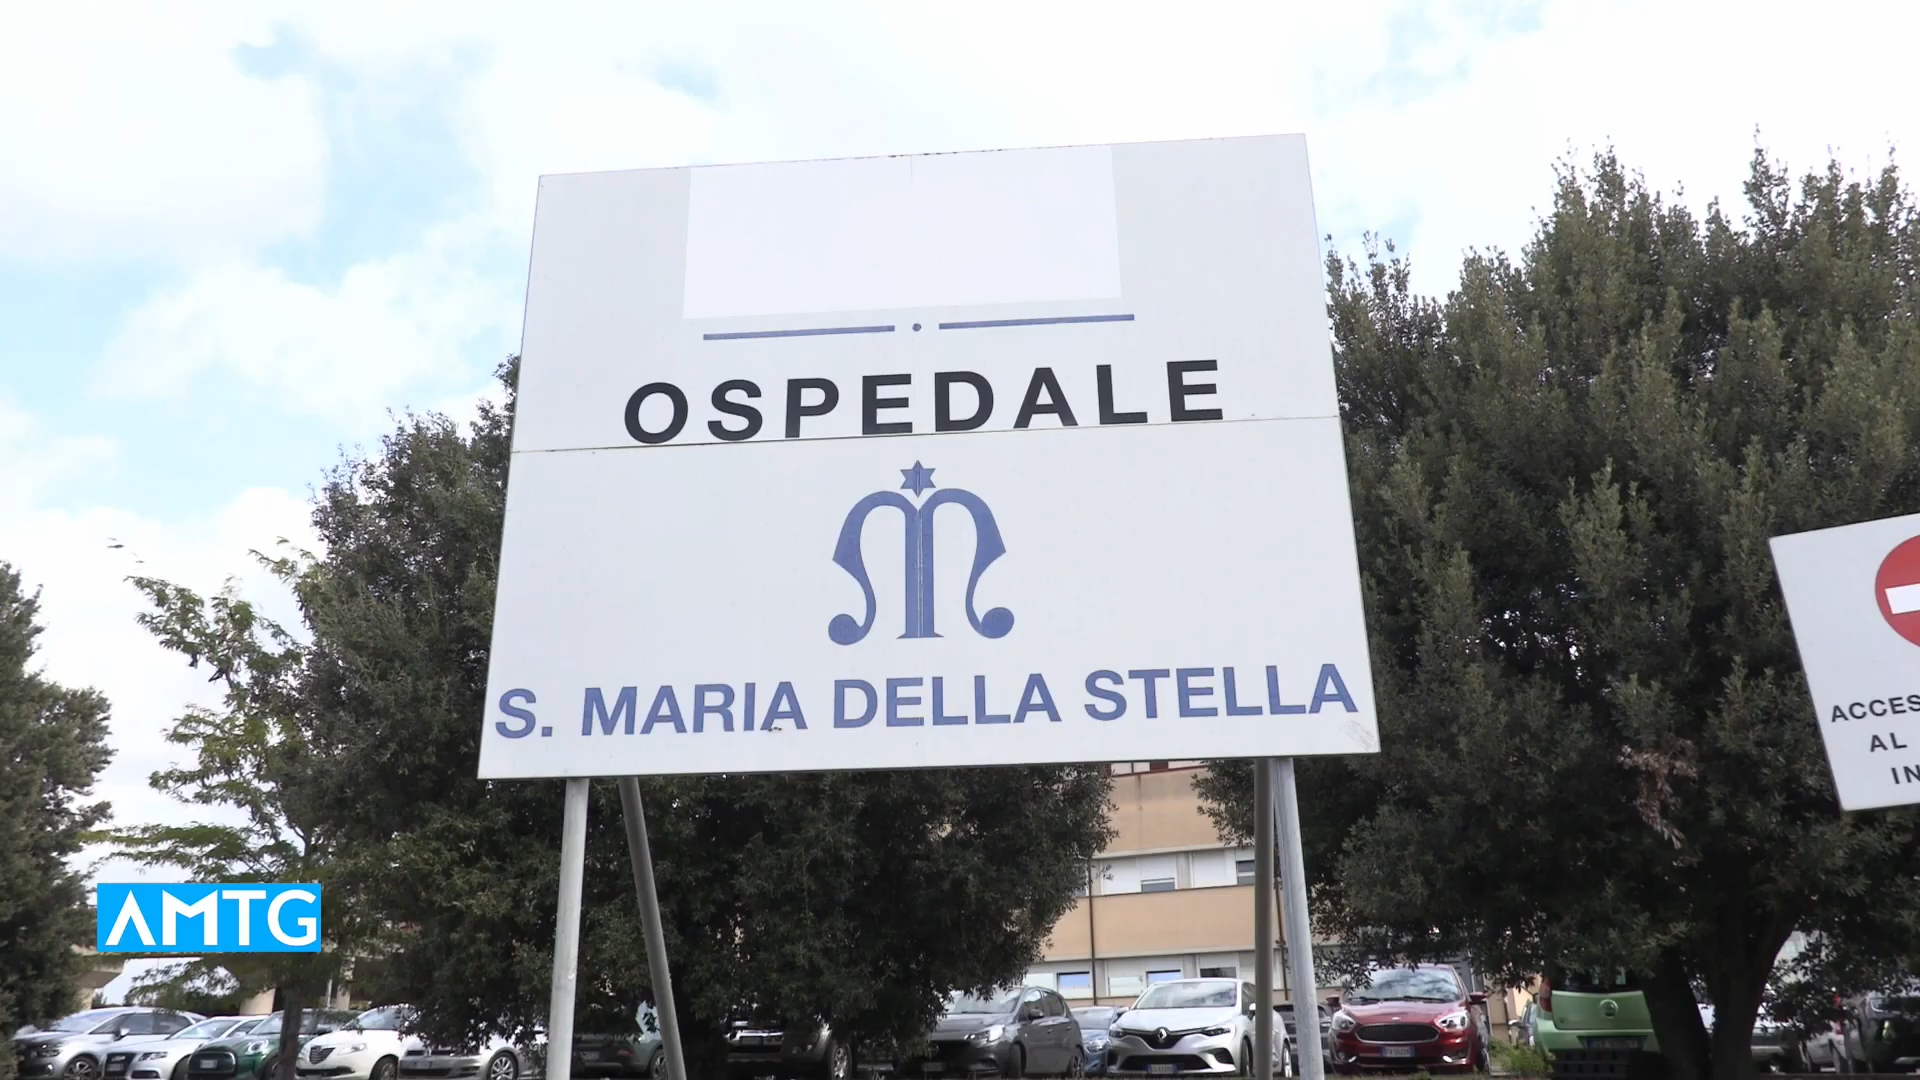 OSPEDALE
S. MARIA DELLA STELLA
ACCES
AL
IN
AMTG